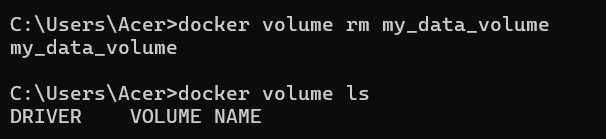 C:\Users\Acer>docker volume rm my_data_volume
my_data_volume
C:\Users\Acer>docker volume ls
DRIVER    VOLUME NAME